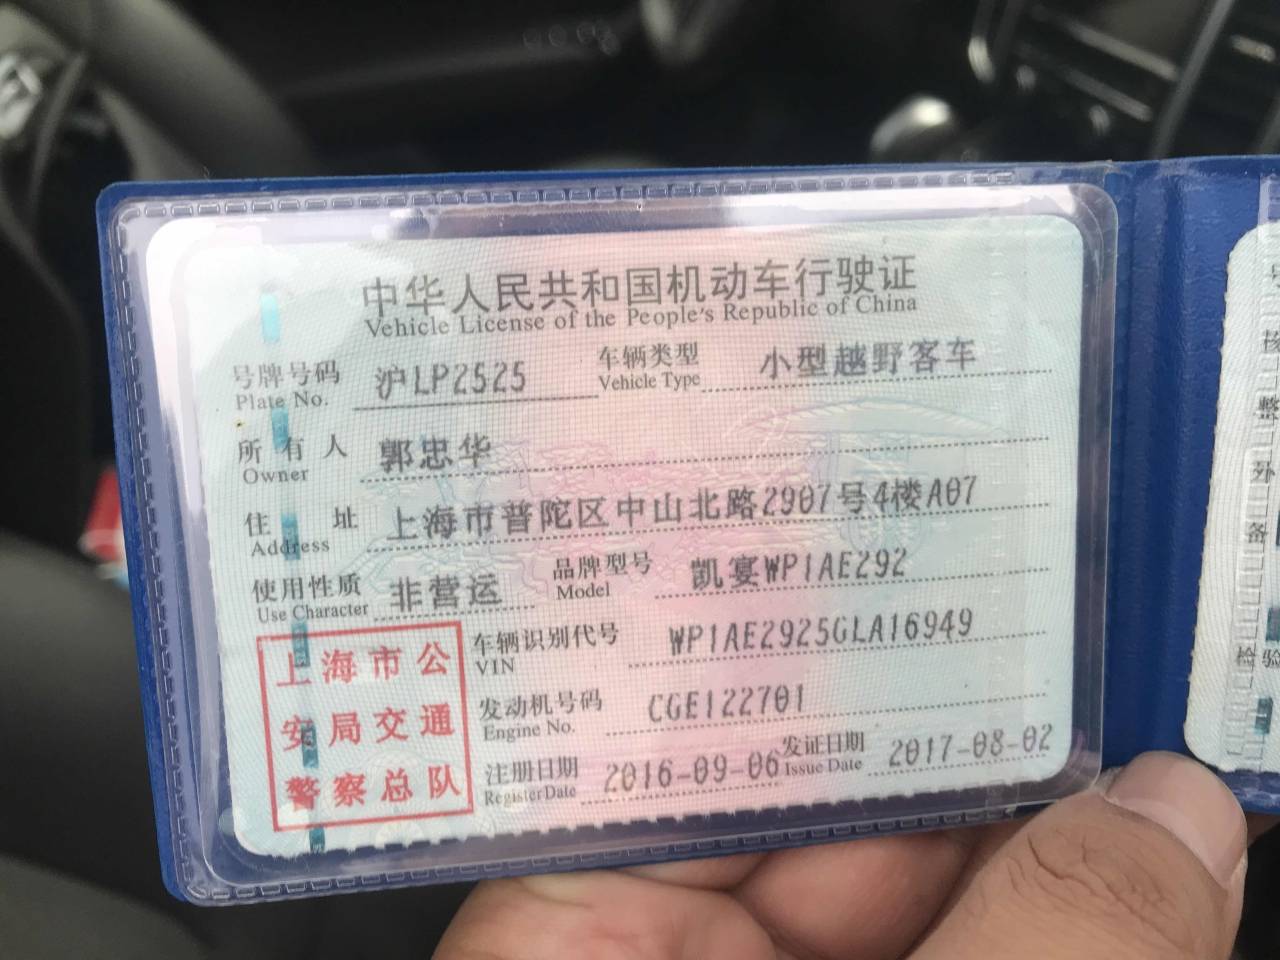 中华人民共和国机动车行驶证
Vehicle License of the People's Republic of China
号牌号码 沪LP2525 车辆类型 小型越野客车
Plate No. Vehicle Type
所有人 郭忠华
Owner
住址 上海市普陀区中山北路2907号4楼A07
Address
使用性质 非营运 品牌型号 凯宴WP1AE292
Use Character Model
车辆识别代号 WP1AE2925GLA16949
VIN
发动机号码 CGE122701
Engine No.
注册日期 2016-09-06 发证日期 2017-08-02
Register Date Issue Date
上海市公
安局交通
警察总队
号
核
整
外
备
检验